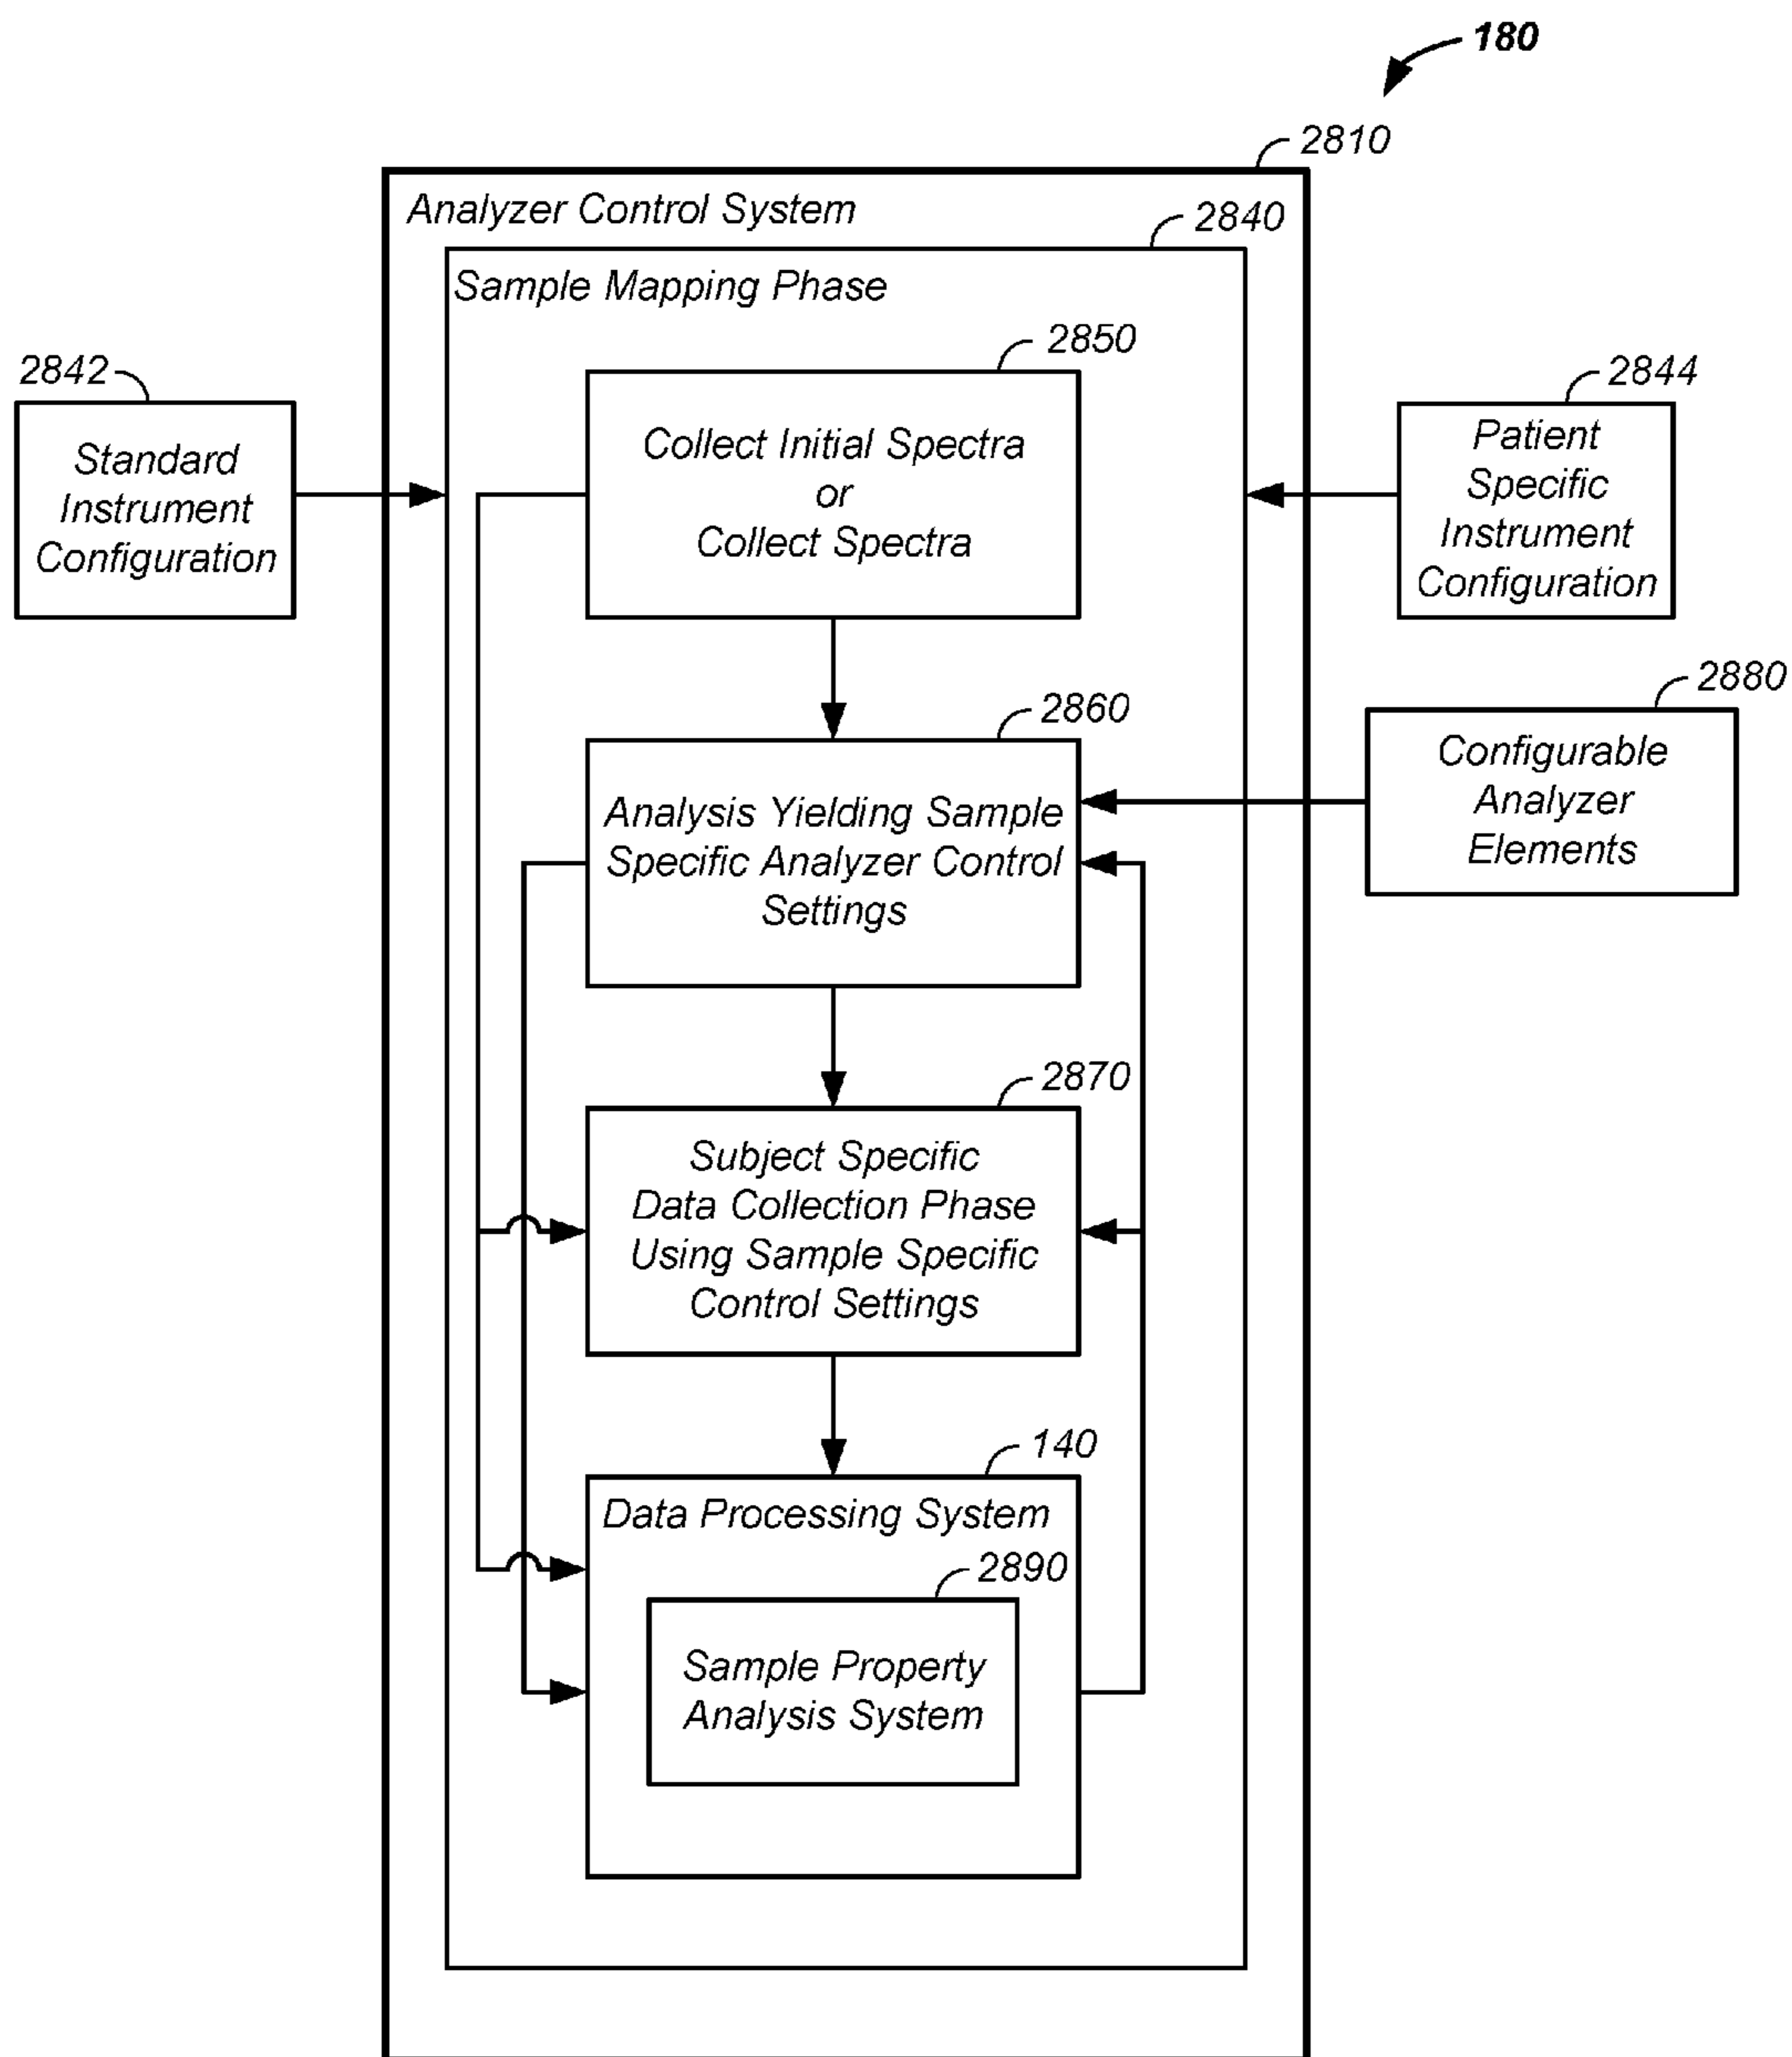 180
2810
Analyzer Control System
2840
Sample Mapping Phase
2850
Collect Initial Spectra
or
Collect Spectra
2842
Standard
Instrument
Configuration
2844
Patient
Specific
Instrument
Configuration
2860
Analysis Yielding Sample
Specific Analyzer Control
Settings
2880
Configurable
Analyzer
Elements
2870
Subject Specific
Data Collection Phase
Using Sample Specific
Control Settings
140
Data Processing System
2890
Sample Property
Analysis System